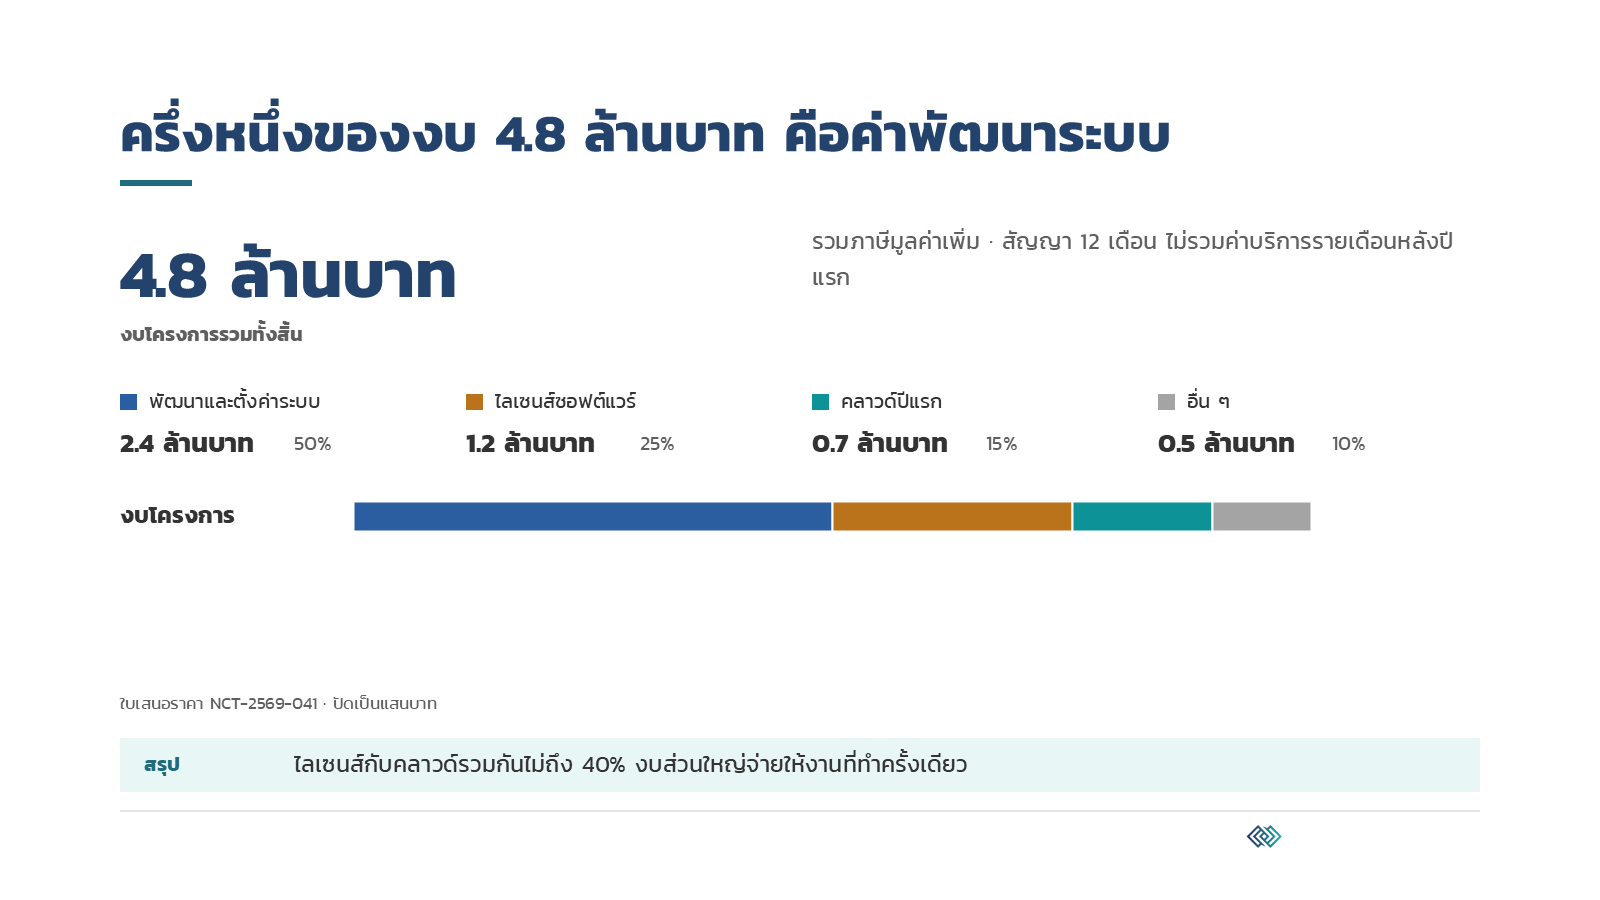 ครึ่งหนึ่งของงบ 4.8 ล้านบาท คือค่าพัฒนาระบบ
4.8 ล้านบาท
งบโครงการรวมทั้งสิ้น
รวมภาษีมูลค่าเพิ่ม · สัญญา 12 เดือน ไม่รวมค่าบริการรายเดือนหลังปี
แรก
พัฒนาและตั้งค่าระบบ
2.4 ล้านบาท 50%
ไลเซนส์ซอฟต์แวร์
1.2 ล้านบาท 25%
คลาวด์ปีแรก
0.7 ล้านบาท 15%
อื่น ๆ
0.5 ล้านบาท 10%
งบโครงการ
ใบเสนอราคา NCT-2569-041 · ปัดเป็นแสนบาท
สรุป ไลเซนส์กับคลาวด์รวมกันไม่ถึง 40% งบส่วนใหญ่จ่ายให้งานที่ทำครั้งเดียว